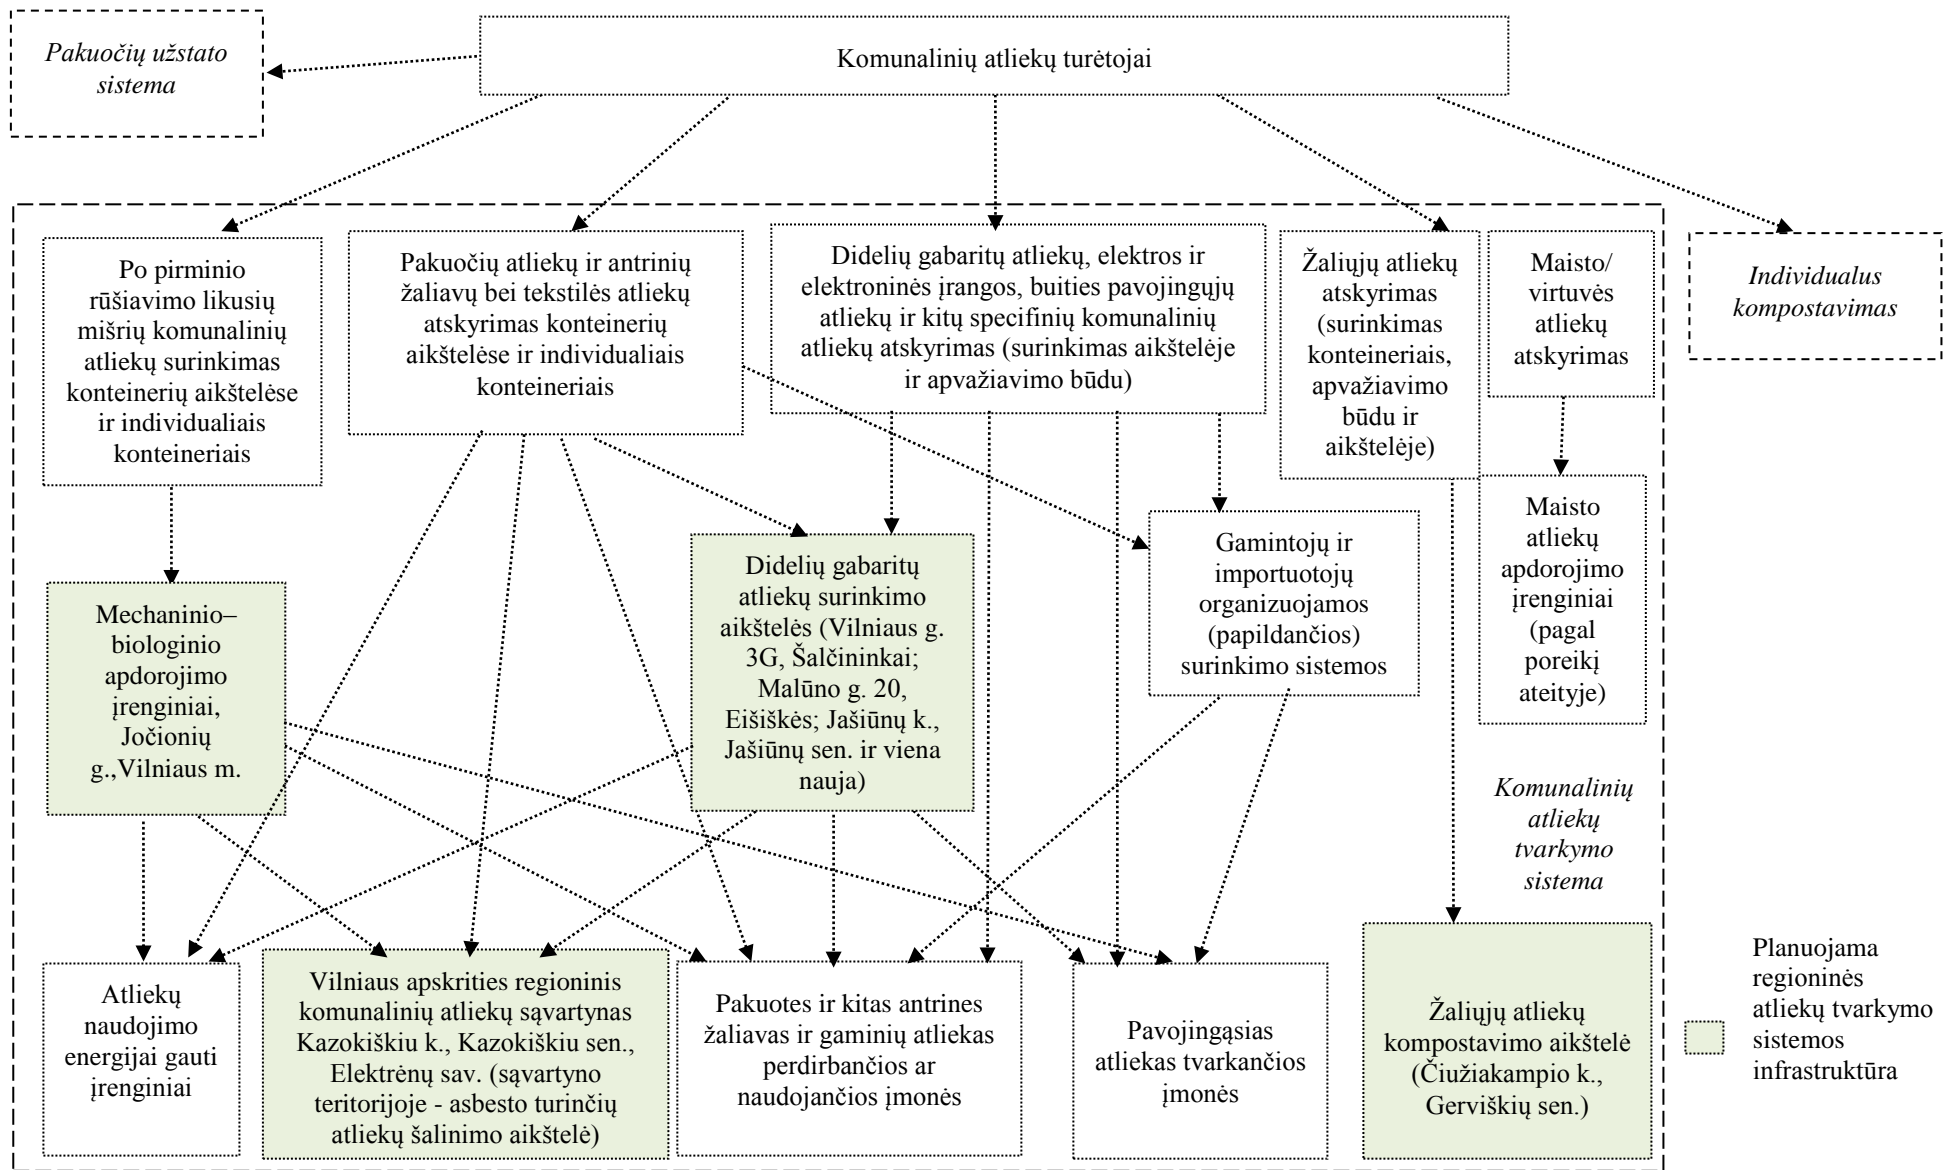 Pakuočių užstato
sistema
Komunalinių atliekų turėtojai
Po pirminio
rūšiavimo likusių
mišrių komunalinių
atliekų surinkimas
konteinerių aikštelėse
ir individualiais
konteineriais
Pakuočių atliekų ir antrinių
žaliavų bei tekstilės atliekų
atskyrimas konteinerių
aikštelėse ir individualiais
konteineriais
Didelių gabaritų atliekų, elektros ir
elektroninės įrangos, buities pavojingųjų
atliekų ir kitų specifinių komunalinių
atliekų atskyrimas (surinkimas aikštelėje
ir apvažiavimo būdu)
Žaliųjų atliekų
atskyrimas
(surinkimas
konteineriais,
apvažiavimo
būdu ir
aikštelėje)
Maisto/
virtuvės
atliekų
atskyrimas
Individualus
kompostavimas
Mechaninio–
biologinio
apdorojimo
įrenginiai,
Jočionių
g.,Vilniaus m.
Didelių gabaritų
atliekų surinkimo
aikštelės (Vilniaus g.
3G, Šalčininkai;
Malūno g. 20,
Eišiškės; Jašiūnų k.,
Jašiūnų sen. ir viena
nauja)
Gamintojų ir
importuotojų
organizuojamos
(papildančios)
surinkimo sistemos
Maisto
atliekų
apdorojimo
įrenginiai
(pagal
poreikį
ateityje)
Komunalinių
atliekų
tvarkymo
sistema
Atliekų
naudojimo
energijai gauti
įrenginiai
Vilniaus apskrities regioninis
komunalinių atliekų sąvartynas
Kazokiškiu k., Kazokiškiu sen.,
Elektrėnų sav. (sąvartyno
teritorijoje - asbesto turinčių
atliekų šalinimo aikštelė)
Pakuotes ir kitas antrines
žaliavas ir gaminių atliekas
perdirbančios ar
naudojančios įmonės
Pavojingąsias
atliekas tvarkančios
įmonės
Žaliųjų atliekų
kompostavimo aikštelė
(Čiužiakampio k.,
Gerviškių sen.)
Planuojama
regioninės
atliekų tvarkymo
sistemos
infrastruktūra